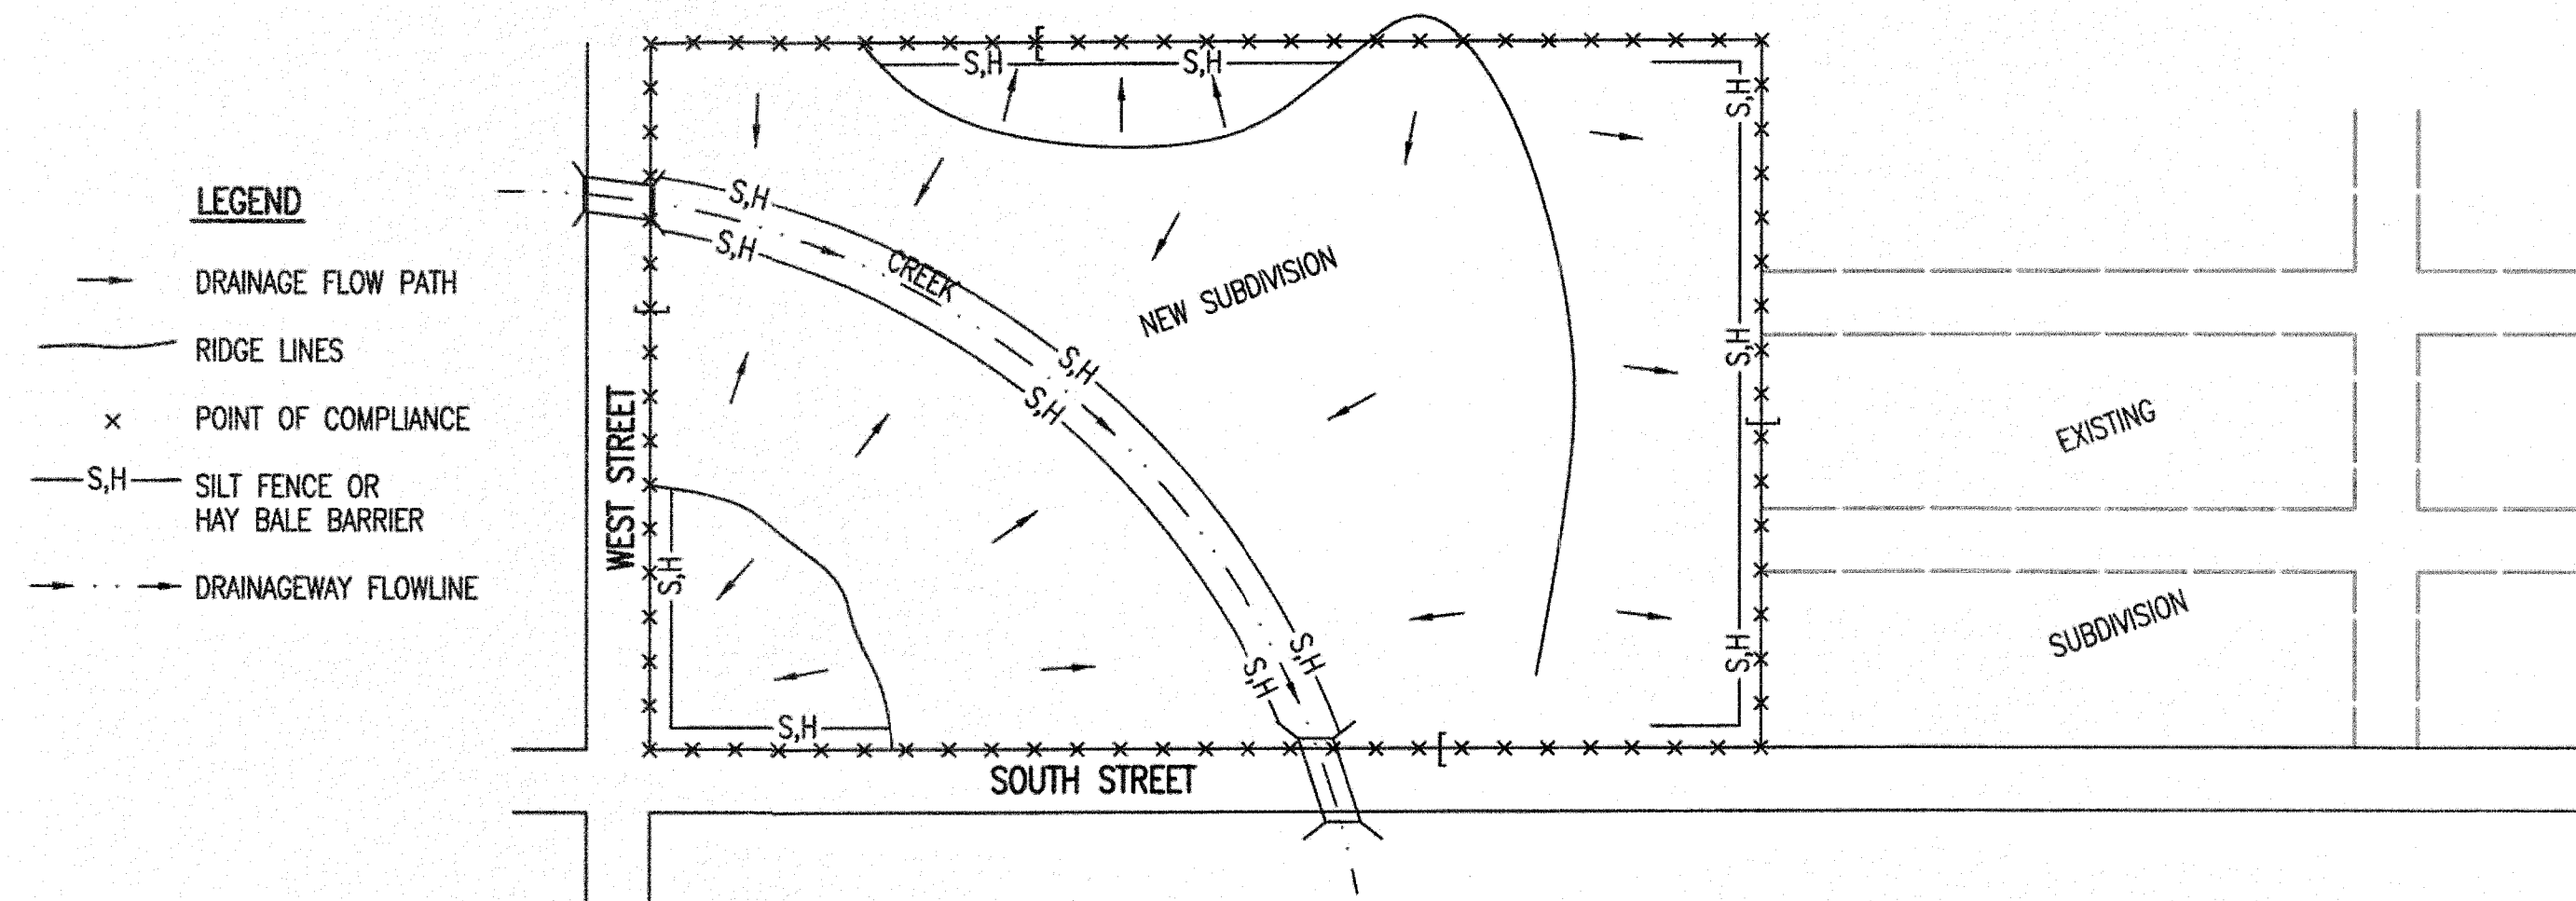 LEGEND
DRAINAGE FLOW PATH
RIDGE LINES
× POINT OF COMPLIANCE
S,H SILT FENCE OR
HAY BALE BARRIER
DRAINAGEWAY FLOWLINE
S,H
S,H
S,H
S,H
S,H
CREEK
NEW SUBDIVISION
S,H
S,H
S,H
WEST STREET
S,H
S,H
S,H
S,H
S,H
SOUTH STREET
EXISTING
SUBDIVISION